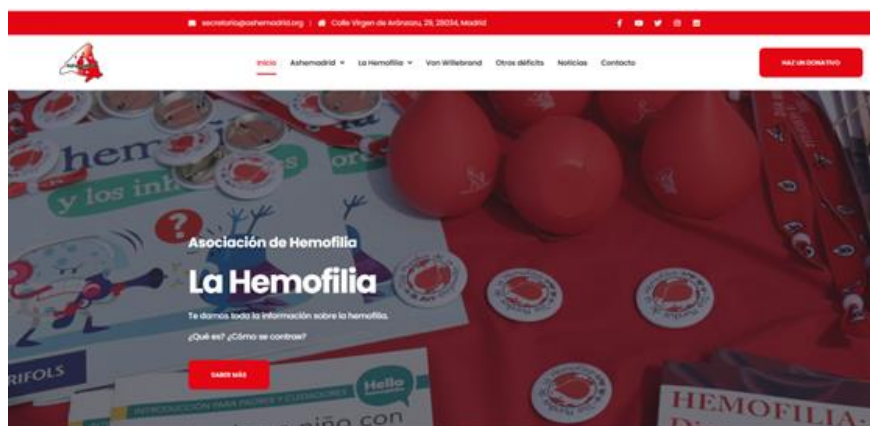 secretaria@ashemadrid.org | Calle Virgen de Aránzazu, 29, 28034, Madrid
Inicio Ashemadrid La Hemofilia Von Willebrand Otros déficits Noticias Contacto
HAZ UN DONATIVO
y los
Asociación de Hemofilia
La Hemofilia
Te damos toda la información sobre la hemofilia.
¿Qué es? ¿Cómo se contrae?
SABER MÁS
RIFOLS
Hello
INTRODUCCIÓN PARA PADRES Y CUIDADORES
niño con
HEMOFILIA